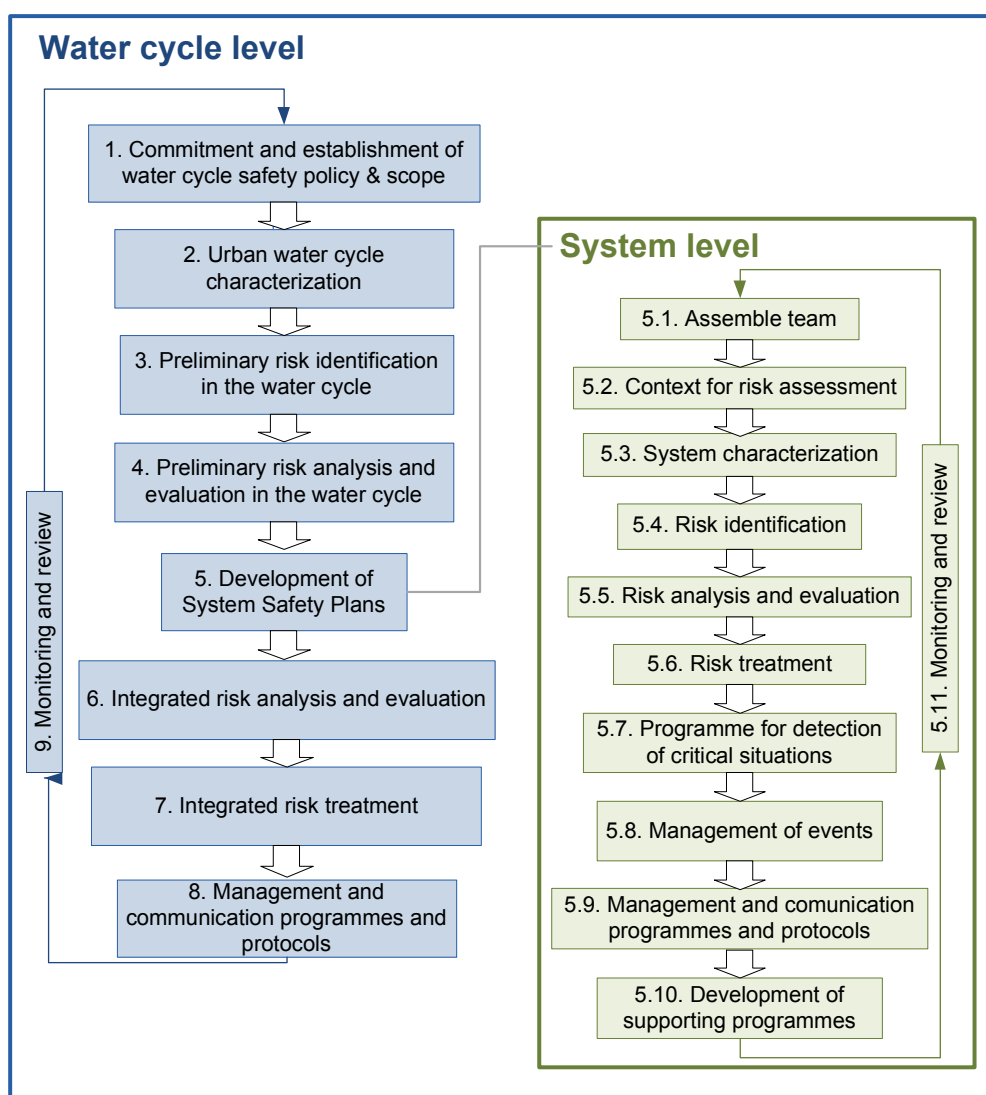 Water cycle level
1. Commitment and establishment of
water cycle safety policy & scope
2. Urban water cycle
characterization
3. Preliminary risk identification
in the water cycle
4. Preliminary risk analysis and
evaluation in the water cycle
5. Development of
System Safety Plans
6. Integrated risk analysis and evaluation
7. Integrated risk treatment
8. Management and
communication programmes and
protocols
9. Monitoring and review
System level
5.1. Assemble team
5.2. Context for risk assessment
5.3. System characterization
5.4. Risk identification
5.5. Risk analysis and evaluation
5.6. Risk treatment
5.7. Programme for detection
of critical situations
5.8. Management of events
5.9. Management and comunication
programmes and protocols
5.10. Development of
supporting programmes
5.11. Monitoring and review